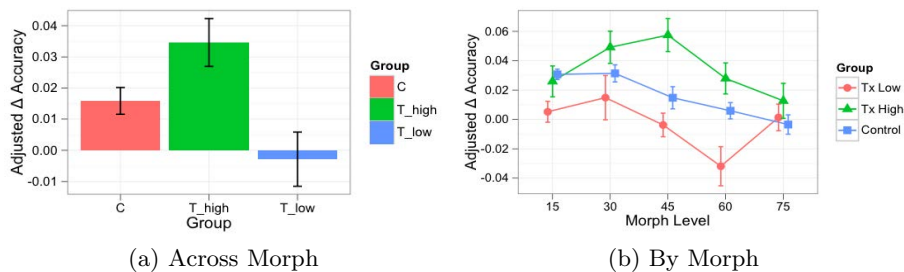 Adjusted Δ Accuracy
0.04
0.03
0.02
0.01
0.00
-0.01
C
T_high
T_low
Group
Group
C
T_high
T_low
(a) Across Morph
Adjusted Δ Accuracy
0.06
0.04
0.02
0.00
-0.02
-0.04
15
30
45
60
75
Morph Level
Group
Tx Low
Tx High
Control
(b) By Morph